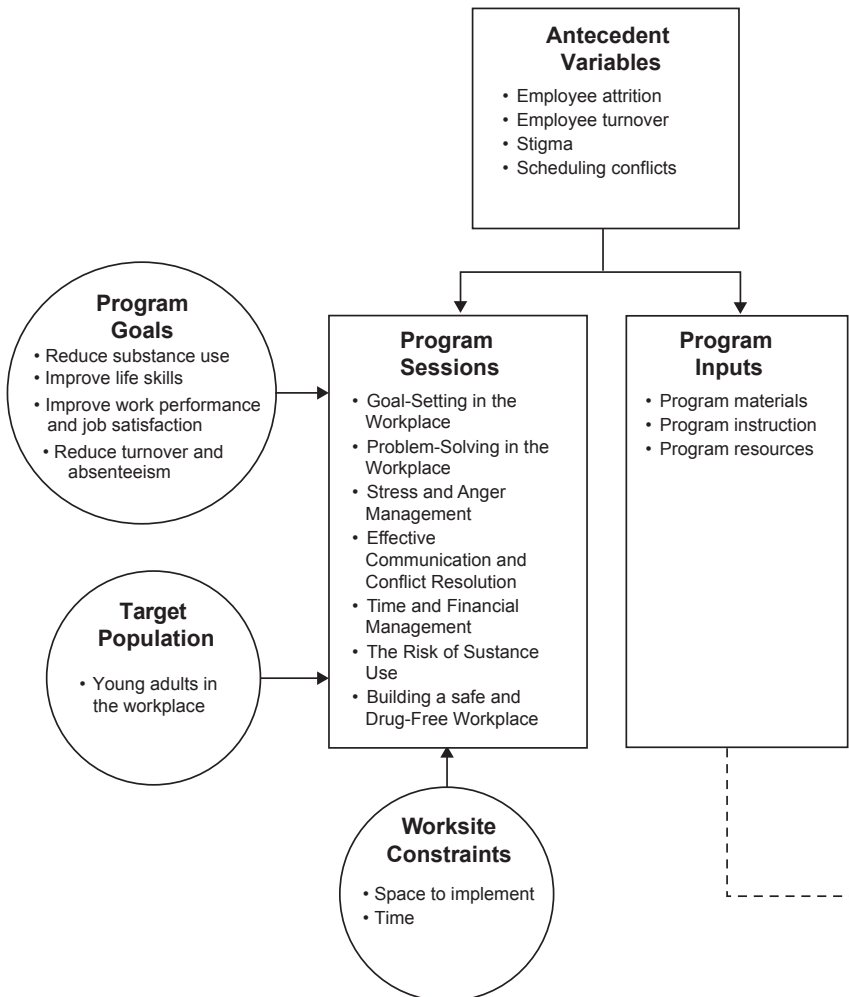 Antecedent
Variables
• Employee attrition
• Employee turnover
• Stigma
• Scheduling conflicts
Program
Goals
• Reduce substance use
• Improve life skills
• Improve work performance
and job satisfaction
• Reduce turnover and
absenteeism
Target
Population
• Young adults in
the workplace
Program
Sessions
• Goal-Setting in the
Workplace
• Problem-Solving in the
Workplace
• Stress and Anger
Management
• Effective
Communication and
Conflict Resolution
• Time and Financial
Management
• The Risk of Sustance
Use
• Building a safe and
Drug-Free Workplace
Program
Inputs
• Program materials
• Program instruction
• Program resources
Worksite
Constraints
• Space to implement
• Time